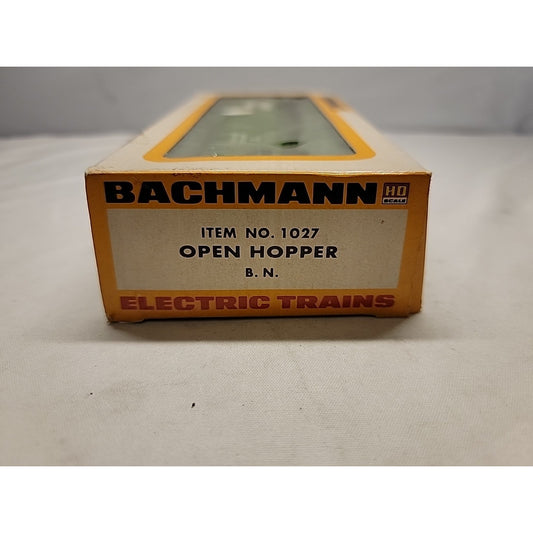 BACHMANN HO SCALE
ITEM NO. 1027
OPEN HOPPER
B. N.
ELECTRIC TRAINS